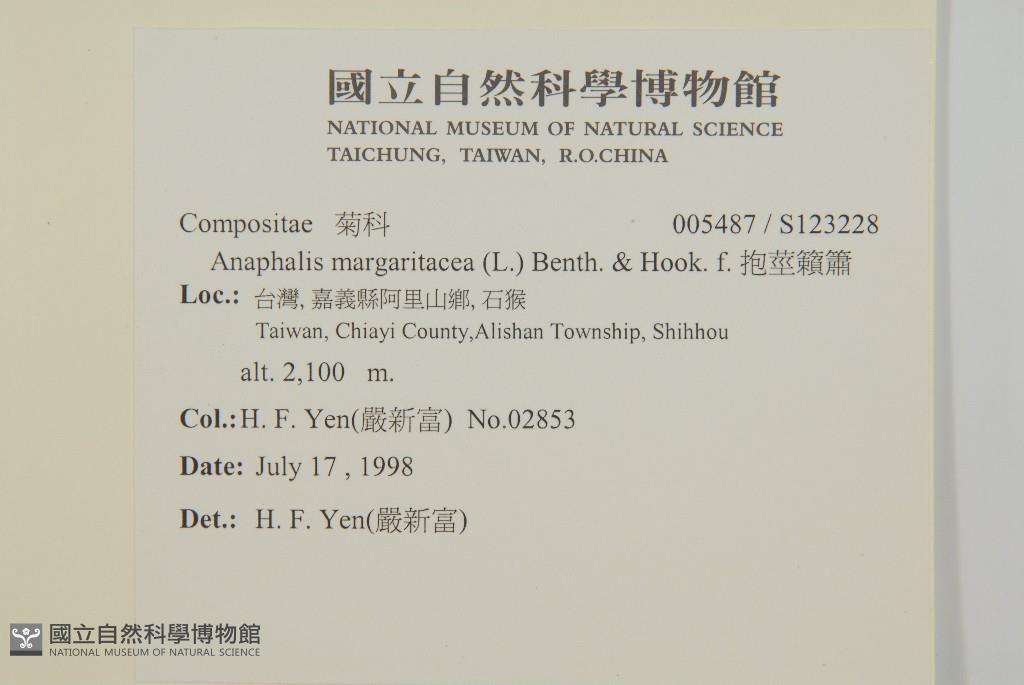 國立自然科學博物館
NATIONAL MUSEUM OF NATURAL SCIENCE
TAICHUNG, TAIWAN, R.O.CHINA
Compositae 菊科 005487 / S123228
Anaphalis margaritacea (L.) Benth. & Hook. f. 抱莖籟簫
Loc.: 台灣, 嘉義縣阿里山鄉, 石猴
Taiwan, Chiayi County,Alishan Township, Shihhou
alt. 2,100 m.
Col.:H. F. Yen(嚴新富) No.02853
Date: July 17 , 1998
Det.: H. F. Yen(嚴新富)
國立自然科學博物館
NATIONAL MUSEUM OF NATURAL SCIENCE